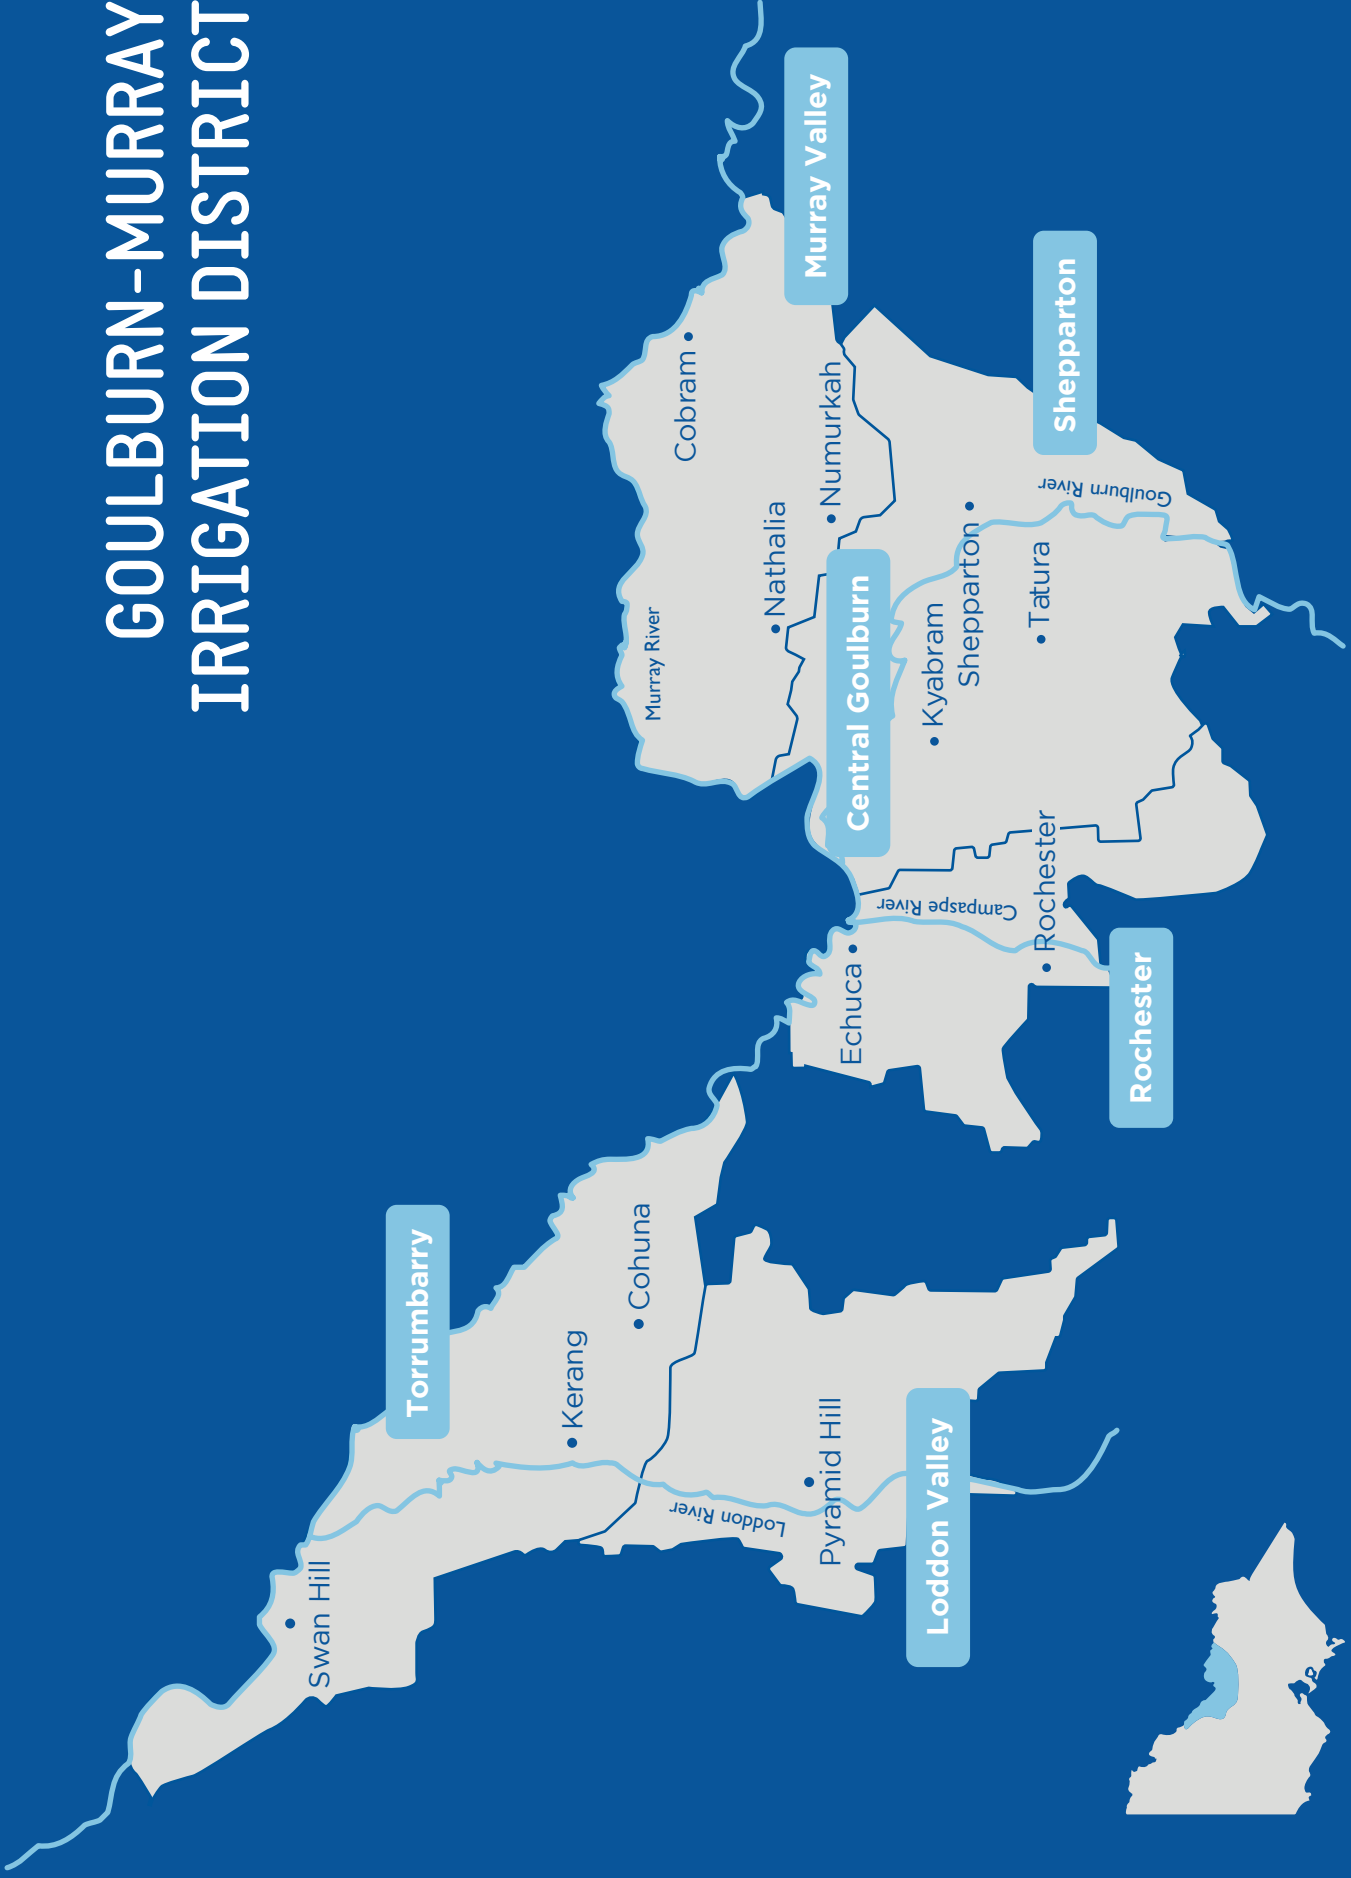 GOULBURN-MURRAY
IRRIGATION DISTRICT
Torrumbarry
Swan Hill
Kerang
Cohuna
Loddon River
Pyramid Hill
Loddon Valley
Murray River
Cobram
Nathalia
Numurkah
Murray Valley
Central Goulburn
Echuca
Campaspe River
Kyabram
Shepparton
Tatura
Goulburn River
Shepparton
Rochester
Rochester